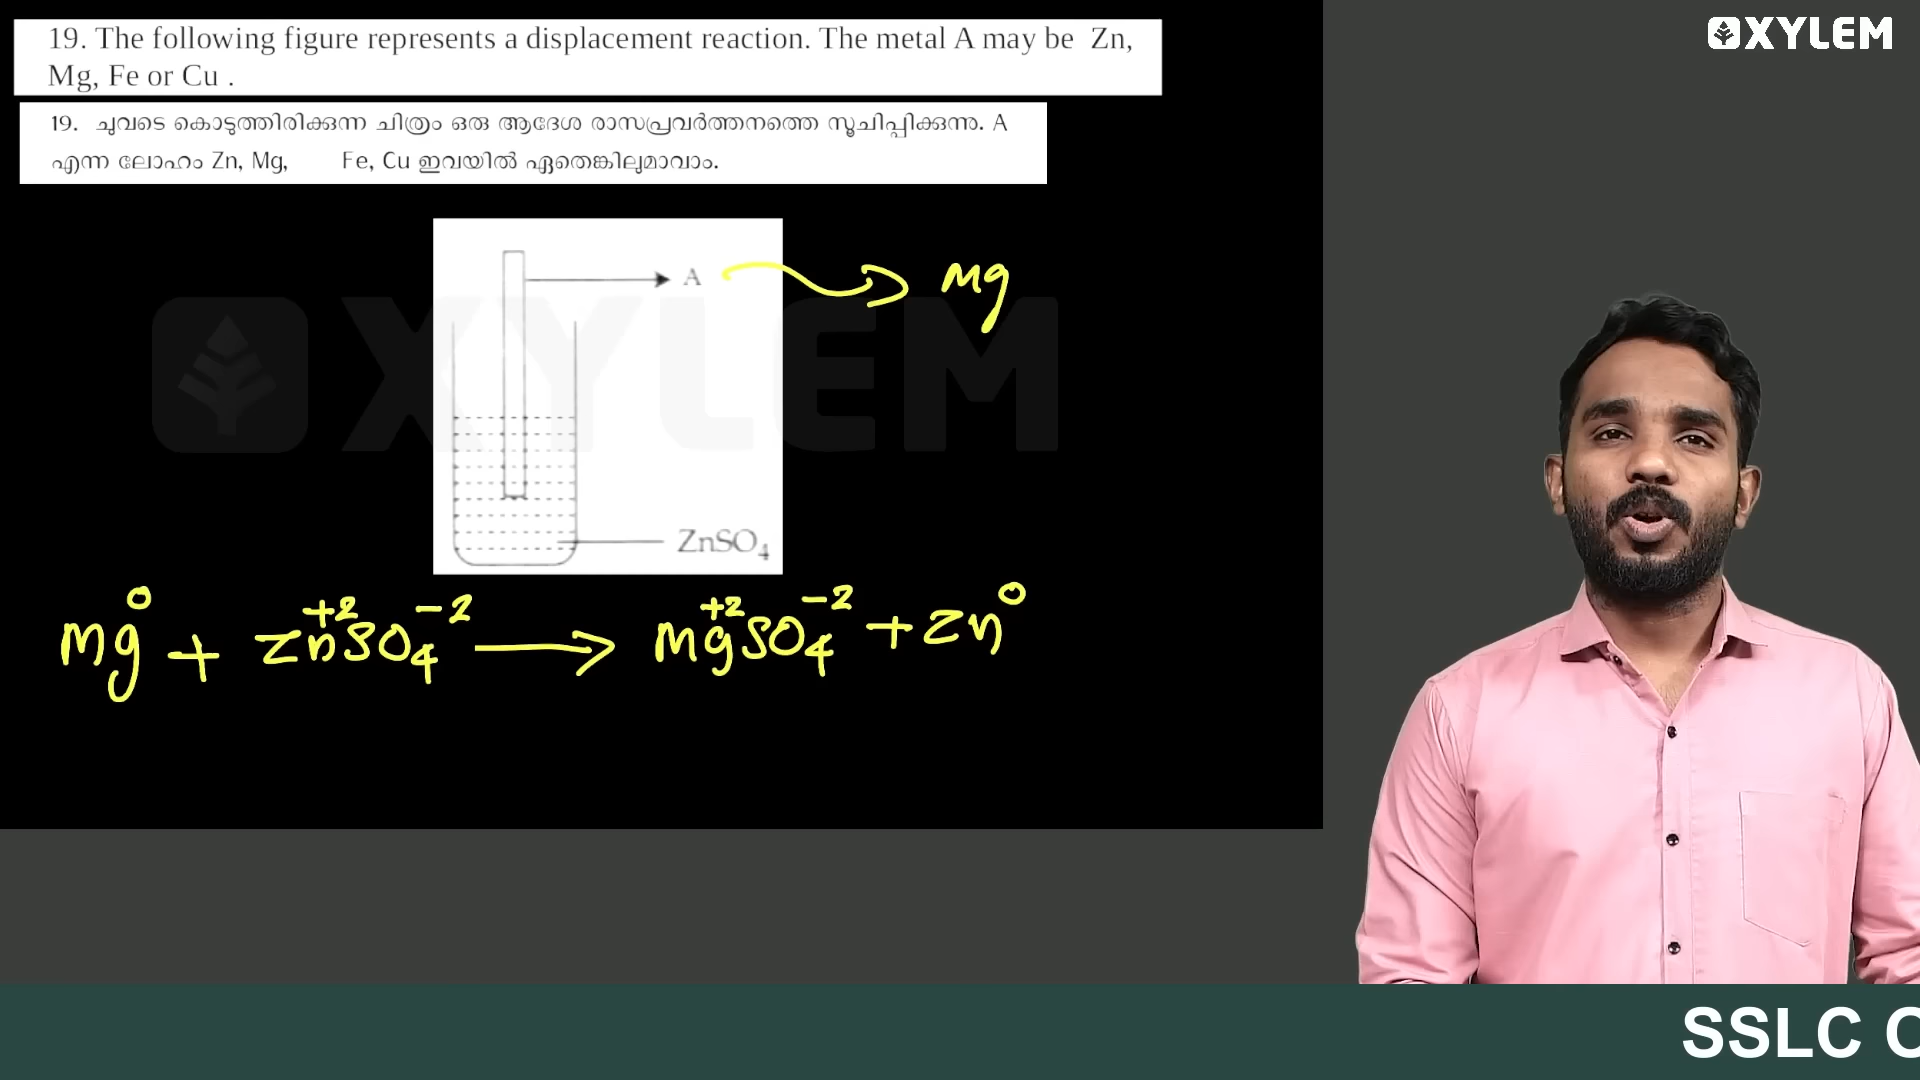 XYLEM
19. The following figure represents a displacement reaction. The metal A may be Zn,
Mg, Fe or Cu .
19. ചുവടെ കൊടുത്തിരിക്കുന്ന ചിത്രം ഒരു ആദേശ രാസപ്രവർത്തനത്തെ സൂചിപ്പിക്കുന്നു. A
എന്ന ലോഹം Zn, Mg, Fe, Cu ഇവയിൽ ഏതെങ്കിലുമാവാം.
A
Mg
XYLEM
ZnSO₄
Mg⁰ + Zn⁺²SO₄⁻² ⟶ Mg⁺²SO₄⁻² + Zn⁰
SSLC